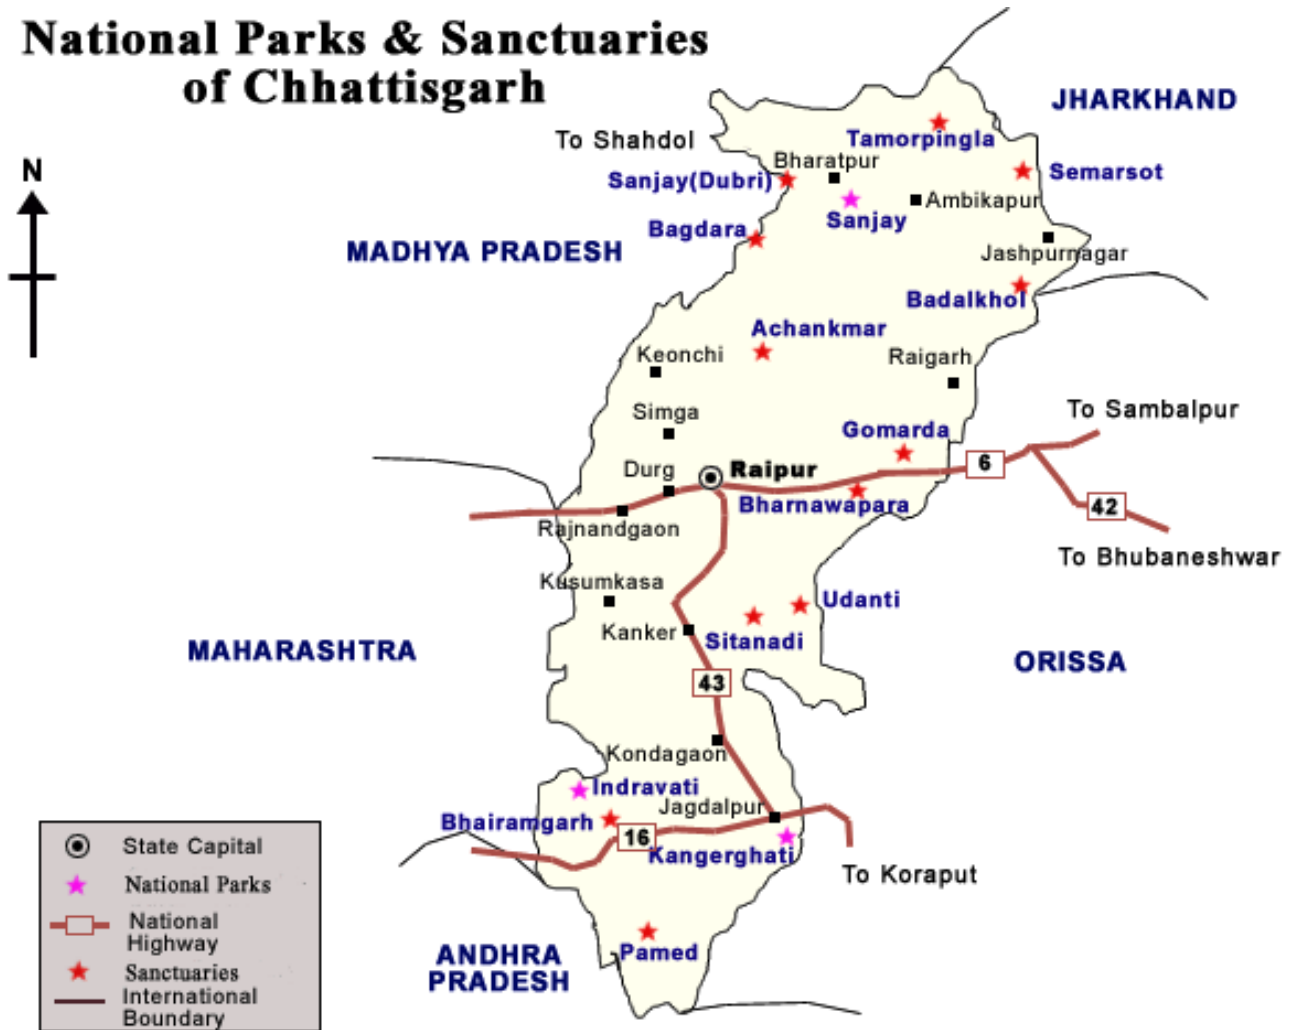 National Parks & Sanctuaries
of Chhattisgarh
JHARKHAND
To Shahdol
Tamorpingla
Bharatpur
Semarsot
Sanjay(Dubri)
Ambikapur
Sanjay
Bagdara
MADHYA PRADESH
Jashpurnagar
Badalkhol
Achankmar
Keonchi
Raigarh
To Sambalpur
Simga
Gomarda
Durg
Raipur
6
Bharnawapara
42
Rajnandgaon
To Bhubaneshwar
Kusumkasa
Udanti
Kanker
Sitanadi
MAHARASHTRA
ORISSA
43
Kondagaon
Indravati
Jagdalpur
Bhairamgarh
16
Kangerghati
To Koraput
Pamed
ANDHRA
PRADESH
N
State Capital
National Parks
National
Highway
Sanctuaries
International
Boundary